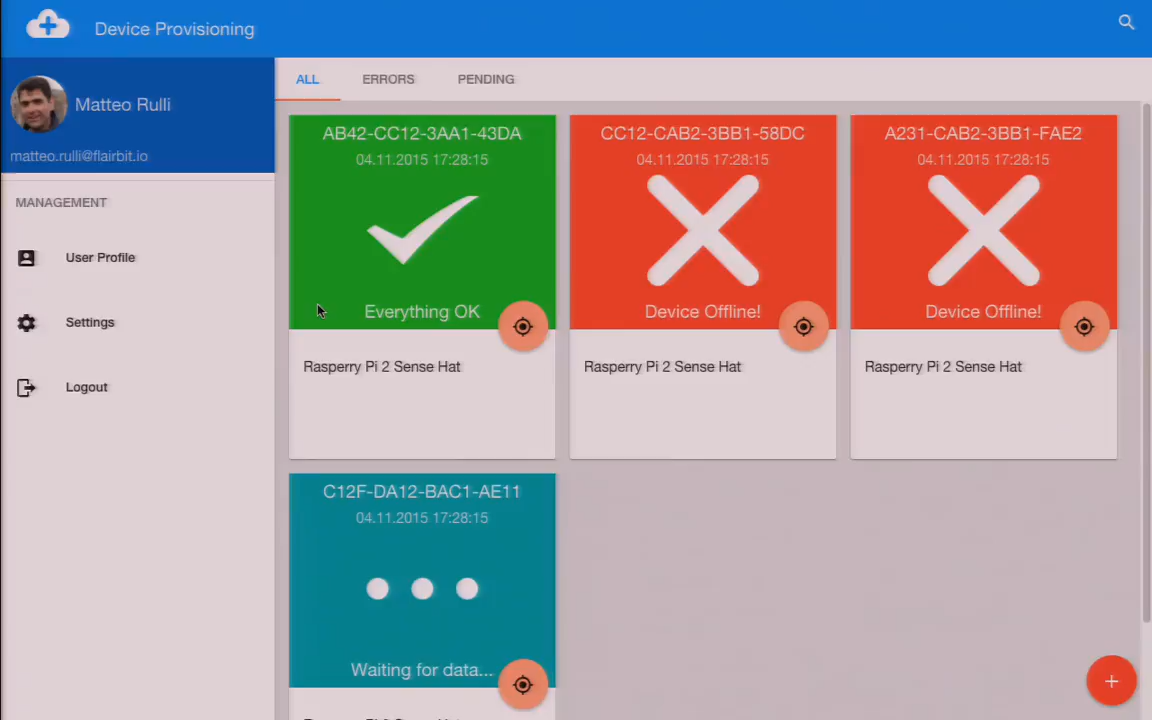 Device Provisioning
Matteo Rulli
matteo.rulli@flairbit.io
MANAGEMENT
User Profile
Settings
Logout
ALL ERRORS PENDING
AB42-CC12-3AA1-43DA
04.11.2015 17:28:15
Everything OK
Rasperry Pi 2 Sense Hat
CC12-CAB2-3BB1-58DC
04.11.2015 17:28:15
Device Offline!
Rasperry Pi 2 Sense Hat
A231-CAB2-3BB1-FAE2
04.11.2015 17:28:15
Device Offline!
Rasperry Pi 2 Sense Hat
C12F-DA12-BAC1-AE11
04.11.2015 17:28:15
Waiting for data...